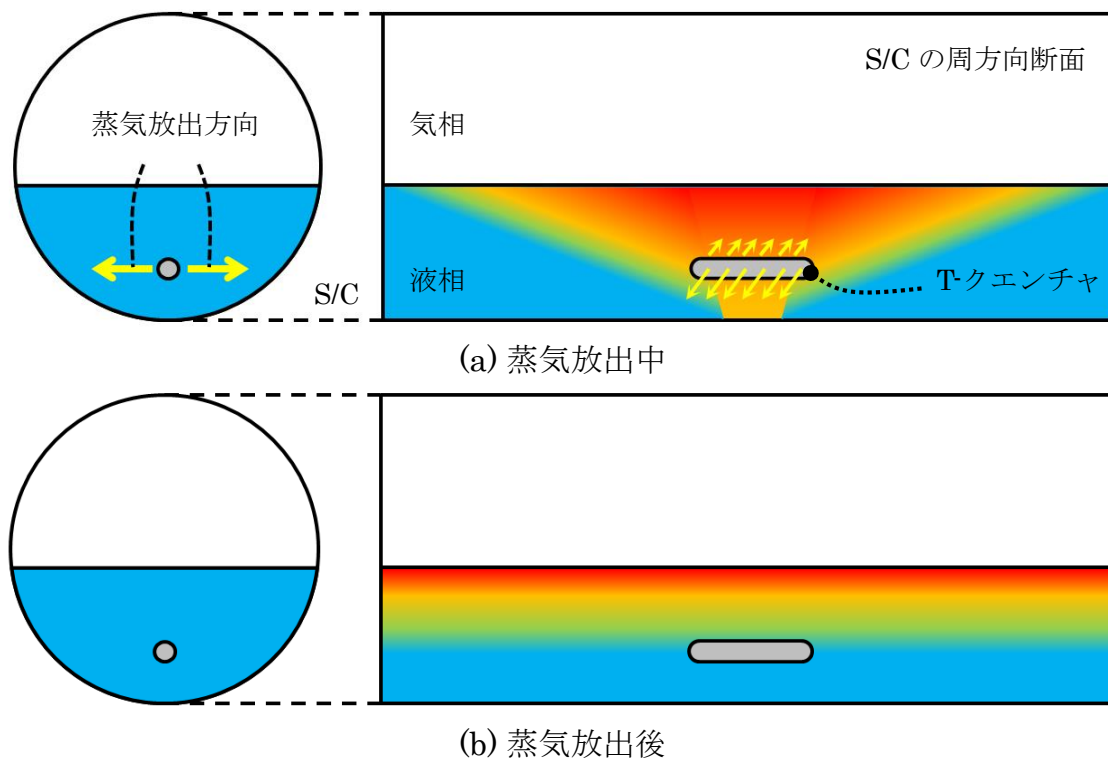 S/C の周方向断面
蒸気放出方向
気相
液相
S/C
T-クエンチャ
(a) 蒸気放出中
(b) 蒸気放出後